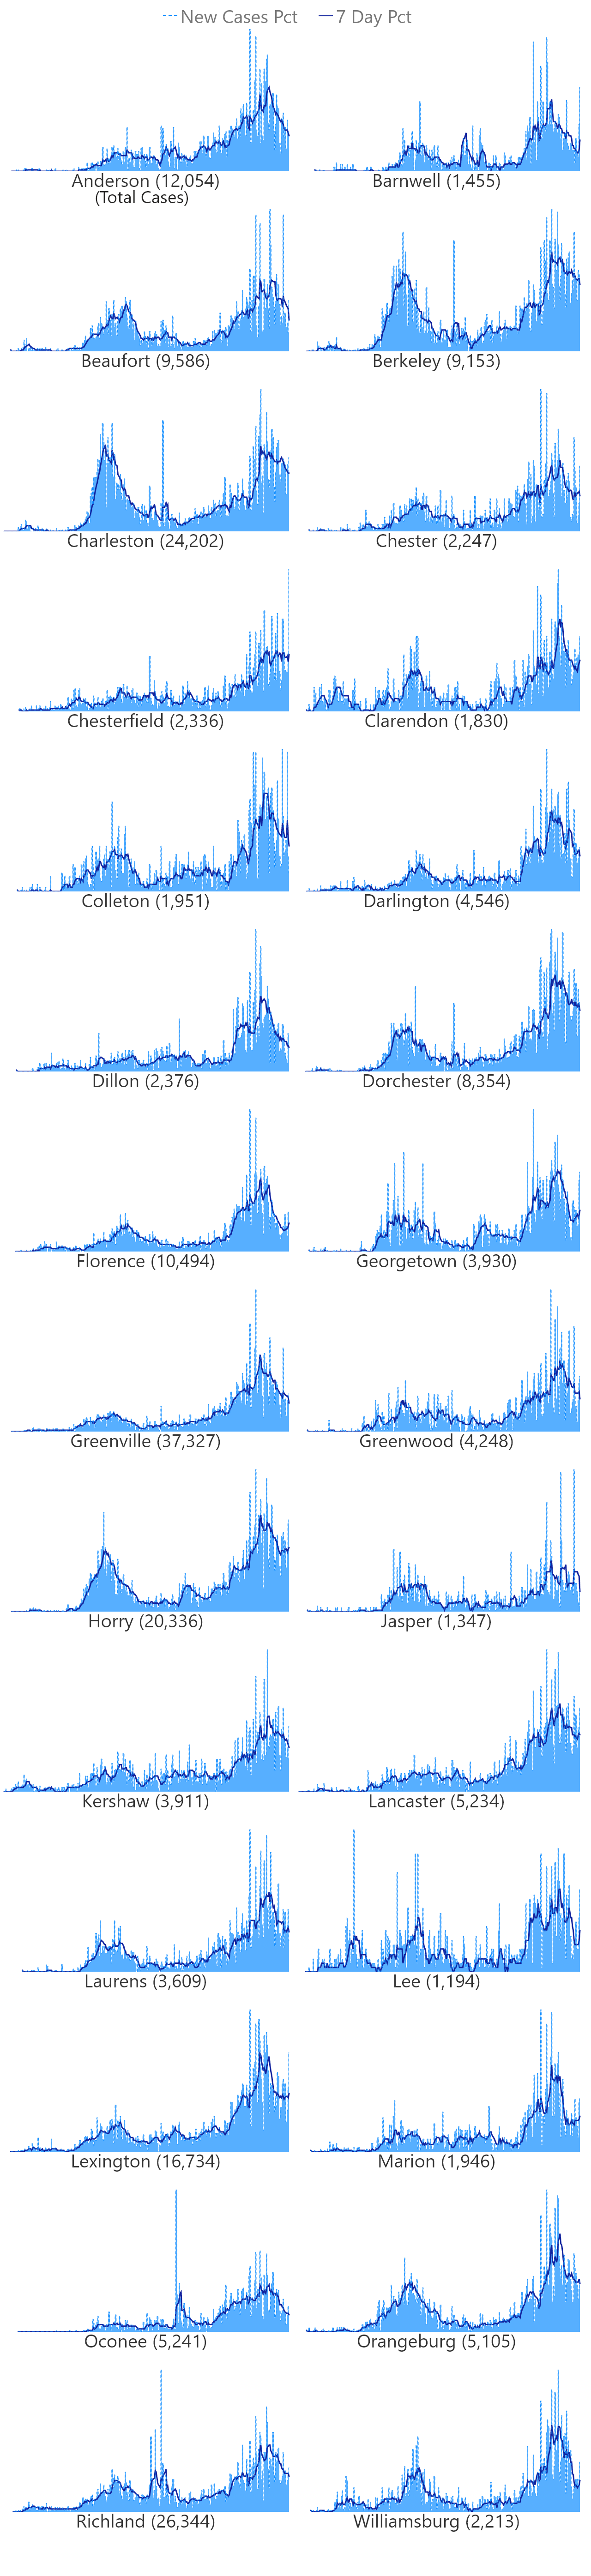 New Cases Pct 7 Day Pct
Anderson (12,054) Barnwell (1,455)
(Total Cases)
Beaufort (9,586) Berkeley (9,153)
Charleston (24,202) Chester (2,247)
Chesterfield (2,336) Clarendon (1,830)
Colleton (1,951) Darlington (4,546)
Dillon (2,376) Dorchester (8,354)
Florence (10,494) Georgetown (3,930)
Greenville (37,327) Greenwood (4,248)
Horry (20,336) Jasper (1,347)
Kershaw (3,911) Lancaster (5,234)
Laurens (3,609) Lee (1,194)
Lexington (16,734) Marion (1,946)
Oconee (5,241) Orangeburg (5,105)
Richland (26,344) Williamsburg (2,213)